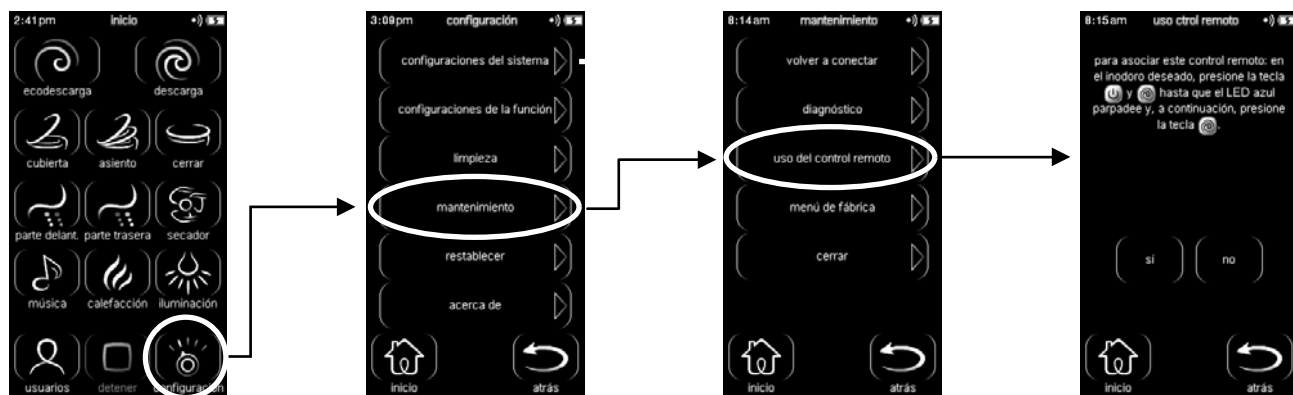 2:41pm inicio
ecodescarga descarga
cubierta asiento cerrar
parte delant. parte trasera secador
música calefacción iluminación
usuarios detener configuración
3:09pm configuración
configuraciones del sistema
configuraciones de la función
limpieza
mantenimiento
restablecer
acerca de
inicio atrás
8:14am mantenimiento
volver a conectar
diagnóstico
uso del control remoto
menú de fábrica
cerrar
inicio atrás
8:15am uso ctrol remoto
para asociar este control remoto: en
el inodoro deseado, presione la tecla
y hasta que el LED azul
parpadee y, a continuación, presione
la tecla .
sí no
inicio atrás